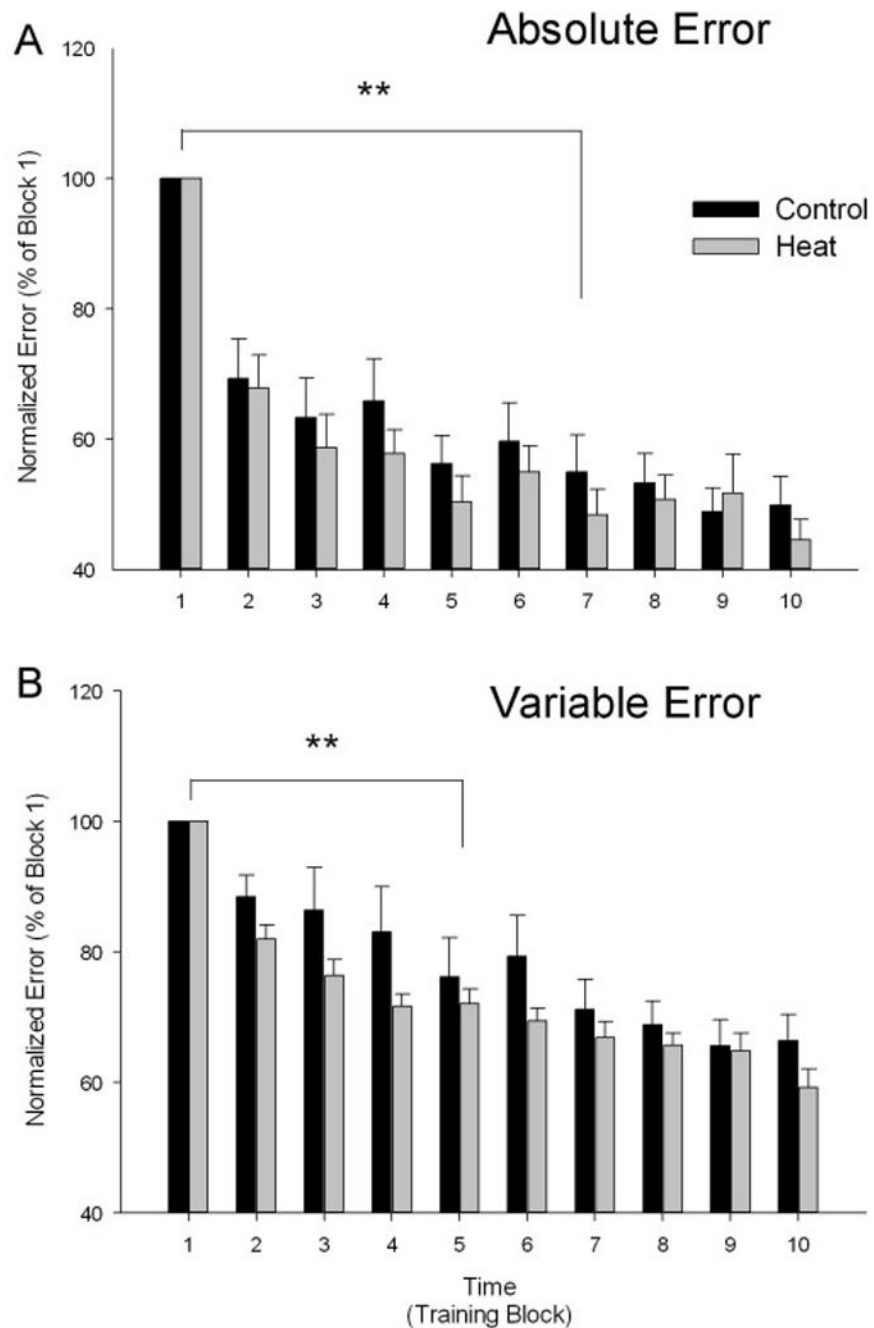 A
Absolute Error
120
**
100
Control
Heat
80
60
40
Normalized Error (% of Block 1)
1 2 3 4 5 6 7 8 9 10
B
Variable Error
120
**
100
80
60
40
Normalized Error (% of Block 1)
1 2 3 4 5 6 7 8 9 10
Time
(Training Block)